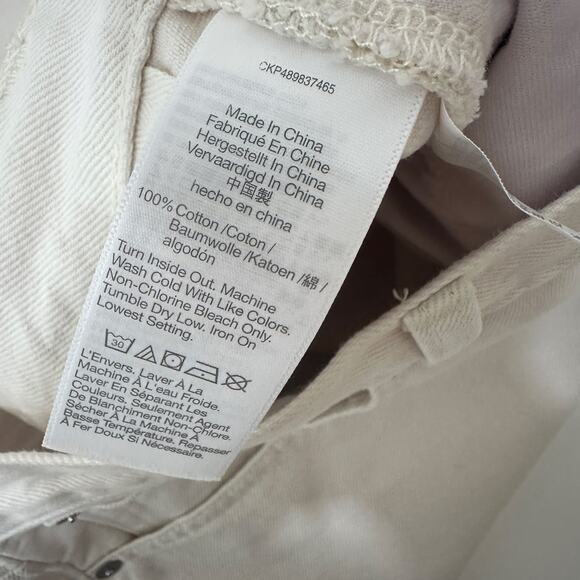 CKP489837465
Made In China
Fabriqué En Chine
Hergestellt In China
Vervaardigd In China
中国製
hecho en china
100% Cotton /Coton /
Baumwolle /Katoen /綿 /
algodón
Turn Inside Out. Machine
Wash Cold With Like Colors.
Non-Chlorine Bleach Only.
Tumble Dry Low. Iron On
Lowest Setting.
30
L'Envers. Laver À La
Machine À L'eau Froide.
Laver En Séparant Les
Couleurs. Seulement Agent
De Blanchiment Non-Chlore.
Sécher À La Machine À
Basse Température. Repasser
À Fer Doux Si Nécessaire.